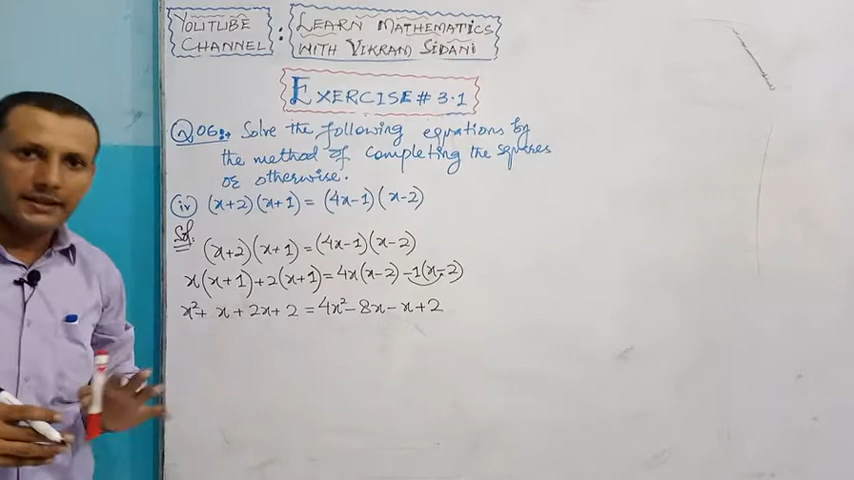 YOUTUBE CHANNEL : LEARN MATHEMATICS WITH VIKRAM SIDANI
EXERCISE # 3.1
Q06:- Solve the following equations by
the method of Completing the squares
or otherwise.
(iv) (x+2)(x+1) = (4x-1)(x-2)
Sol: (x+2)(x+1) = (4x-1)(x-2)
x(x+1)+2(x+1) = 4x(x-2) -1(x-2)
x²+ x + 2x + 2 = 4x² - 8x - x + 2